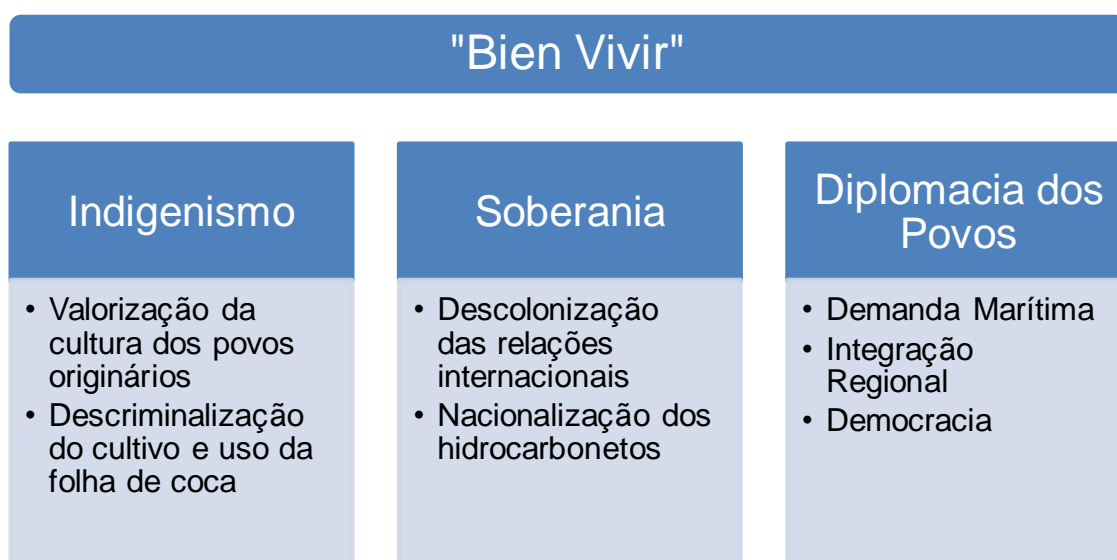 "Bien Vivir"
Indigenismo
• Valorização da
cultura dos povos
originários
• Descriminalização
do cultivo e uso da
folha de coca
Soberania
• Descolonização
das relações
internacionais
• Nacionalização dos
hidrocarbonetos
Diplomacia dos
Povos
• Demanda Marítima
• Integração
Regional
• Democracia